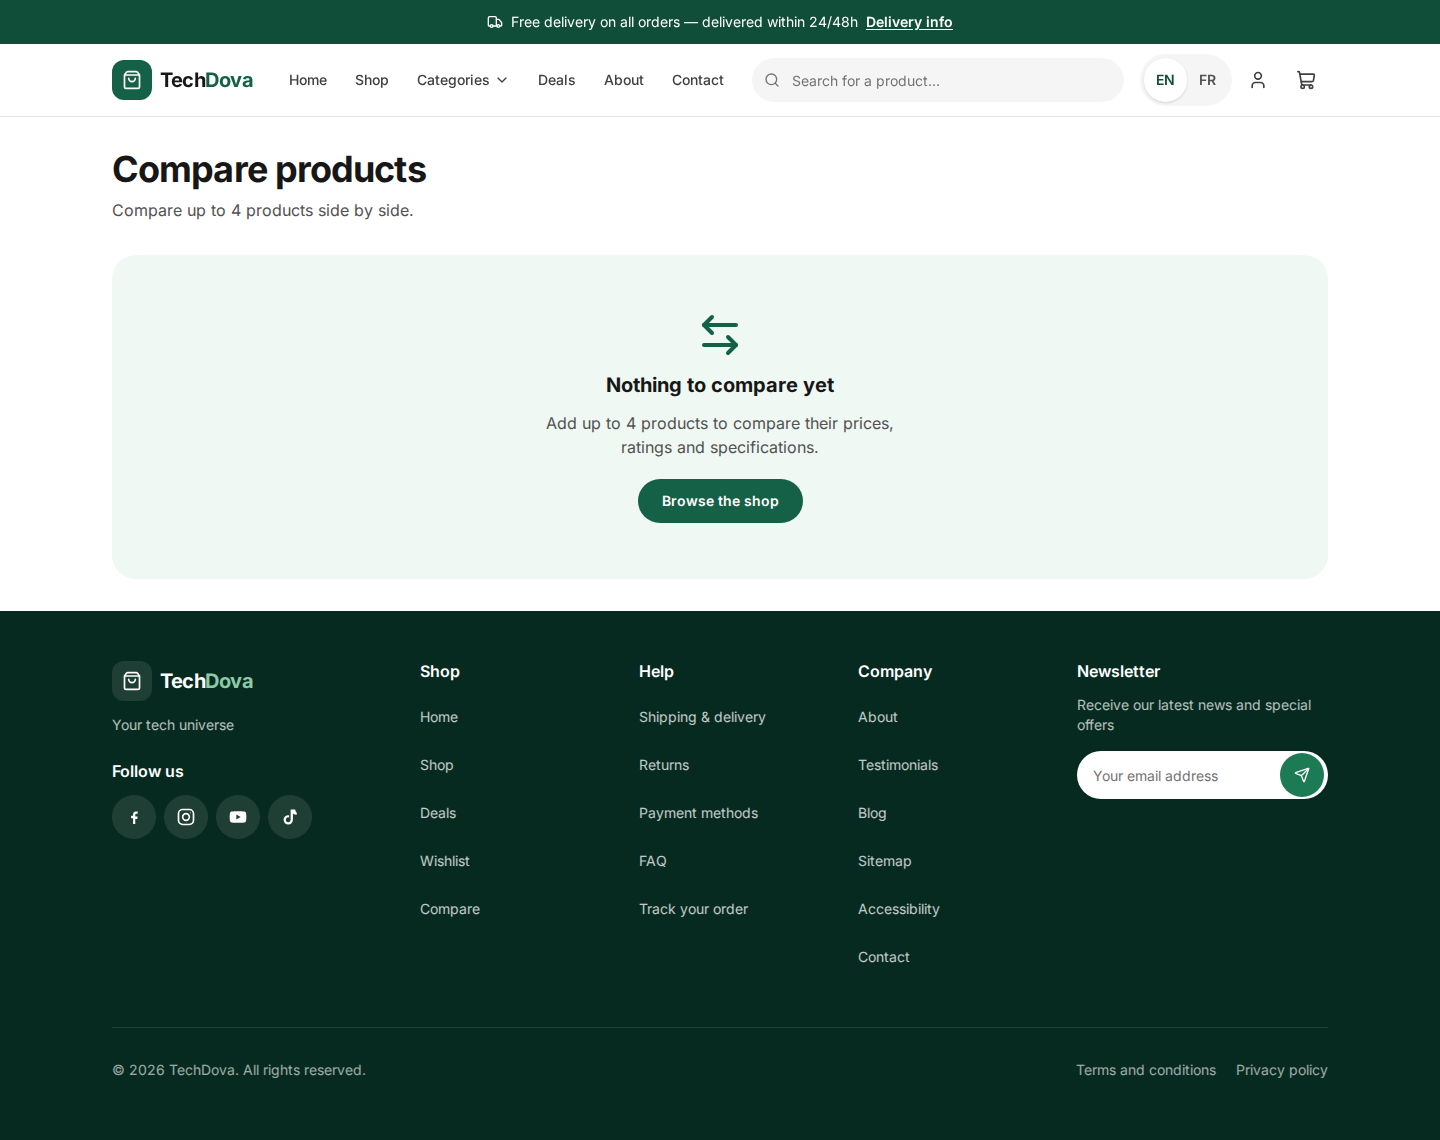 Free delivery on all orders — delivered within 24/48h Delivery info
TechDova
Home
Shop
Categories
Deals
About
Contact
Search for a product...
EN
FR
Compare products
Compare up to 4 products side by side.
Nothing to compare yet
Add up to 4 products to compare their prices,
ratings and specifications.
Browse the shop
TechDova
Your tech universe
Follow us
Shop
Home
Shop
Deals
Wishlist
Compare
Help
Shipping & delivery
Returns
Payment methods
FAQ
Track your order
Company
About
Testimonials
Blog
Sitemap
Accessibility
Contact
Newsletter
Receive our latest news and special
offers
Your email address
© 2026 TechDova. All rights reserved.
Terms and conditions
Privacy policy